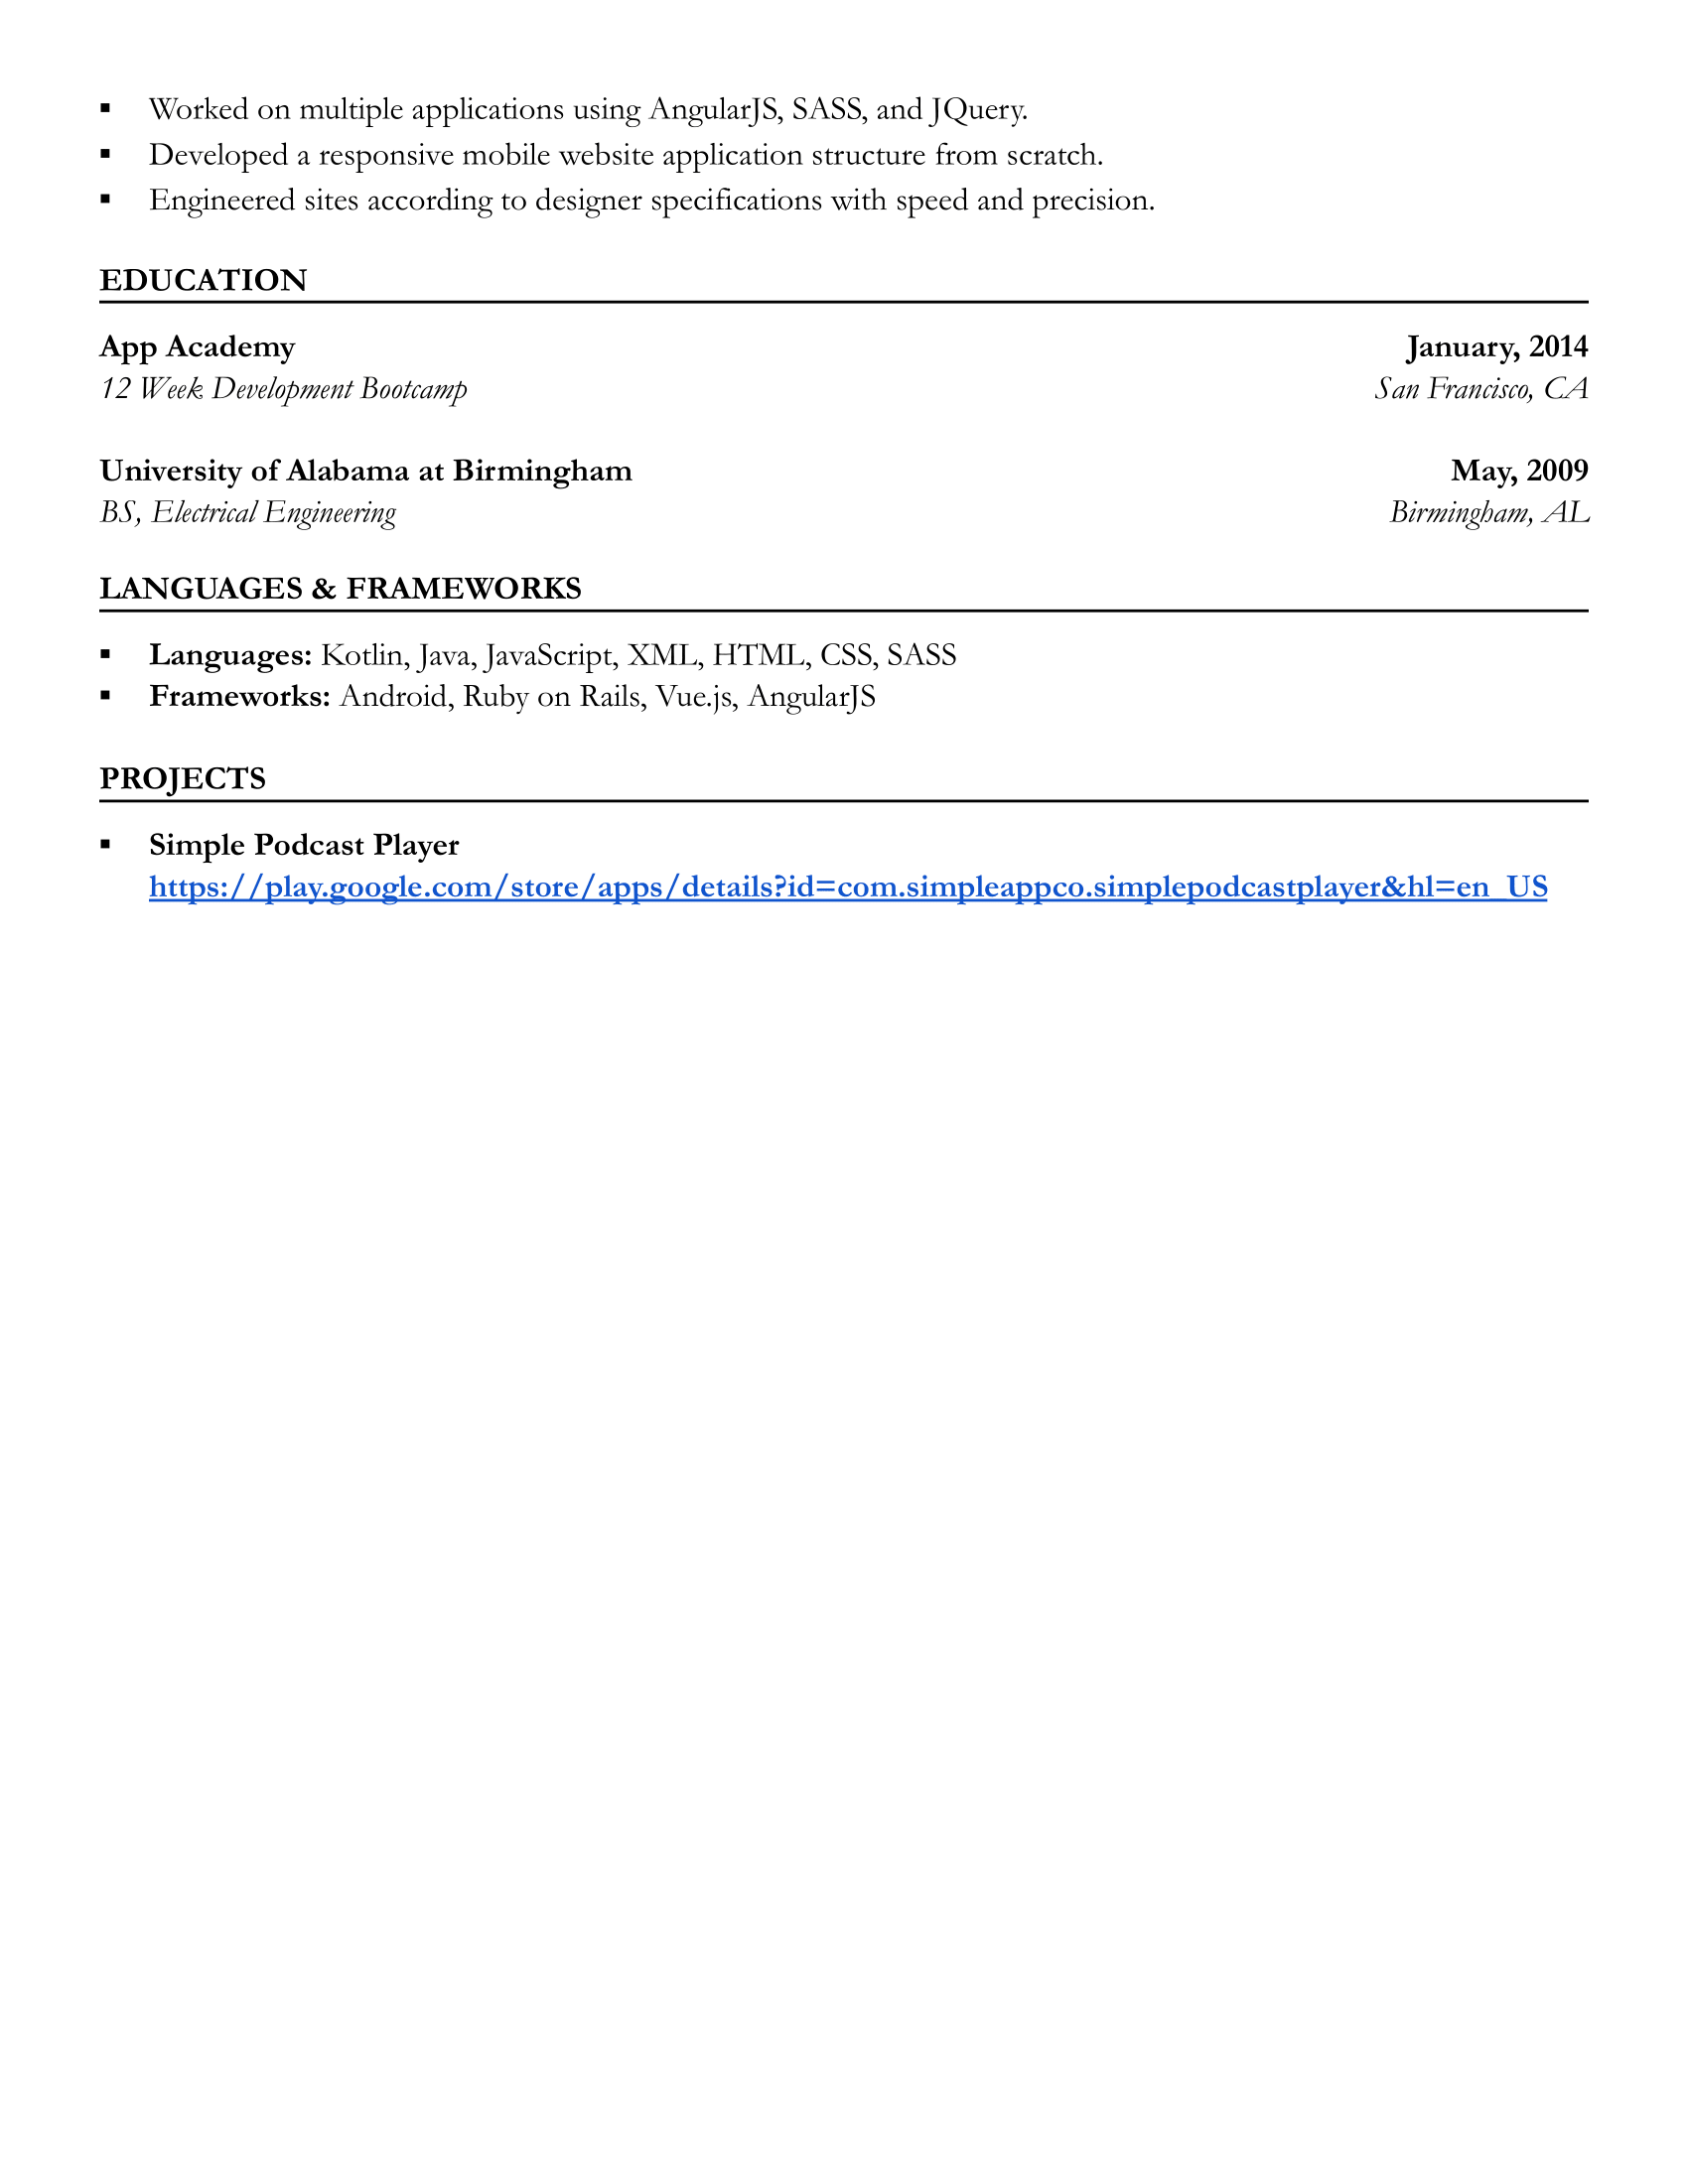 ▪ Worked on multiple applications using AngularJS, SASS, and JQuery.
▪ Developed a responsive mobile website application structure from scratch.
▪ Engineered sites according to designer specifications with speed and precision.
EDUCATION
App Academy January, 2014
12 Week Development Bootcamp San Francisco, CA
University of Alabama at Birmingham May, 2009
BS, Electrical Engineering Birmingham, AL
LANGUAGES & FRAMEWORKS
▪ Languages: Kotlin, Java, JavaScript, XML, HTML, CSS, SASS
▪ Frameworks: Android, Ruby on Rails, Vue.js, AngularJS
PROJECTS
▪ Simple Podcast Player
https://play.google.com/store/apps/details?id=com.simpleappco.simplepodcastplayer&hl=en_US